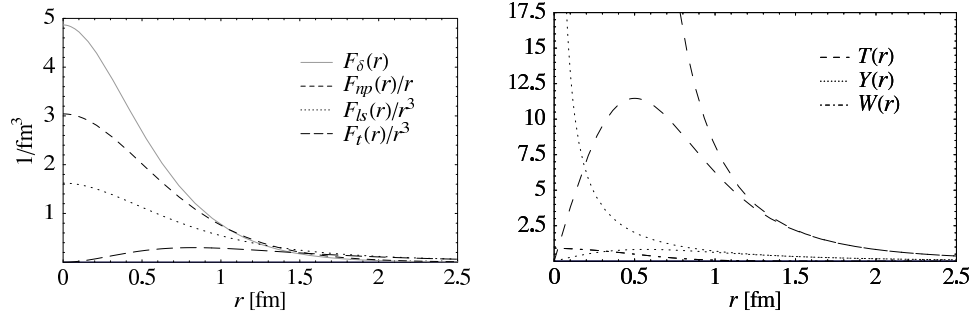 5
4
3
2
1
1/fm³
0 0.5 1 1.5 2 2.5
r [fm]
F_δ(r)
F_np(r)/r
F_ls(r)/r³
F_t(r)/r³
17.5
15
12.5
10
7.5
5
2.5
0 0.5 1 1.5 2 2.5
r [fm]
T(r)
Y(r)
W(r)